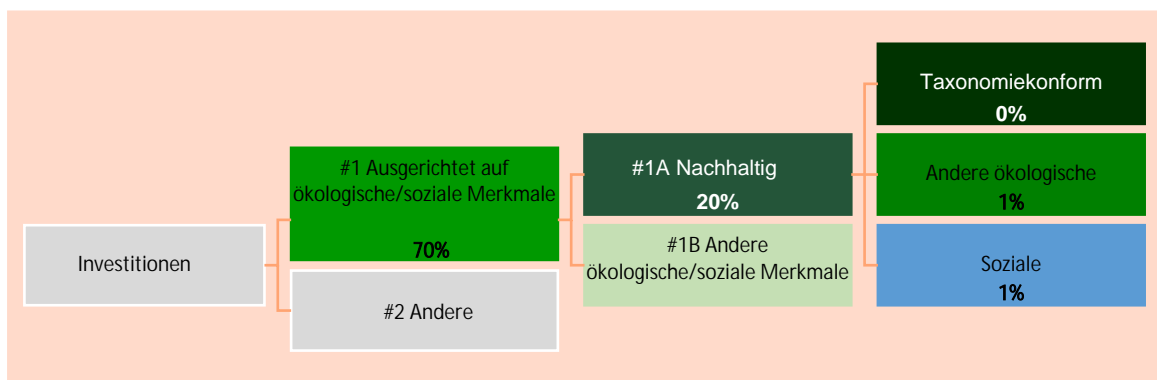 Investitionen
#1 Ausgerichtet auf
ökologische/soziale Merkmale
70%
#2 Andere
#1A Nachhaltig
20%
#1B Andere
ökologische/soziale Merkmale
Taxonomiekonform
0%
Andere ökologische
1%
Soziale
1%